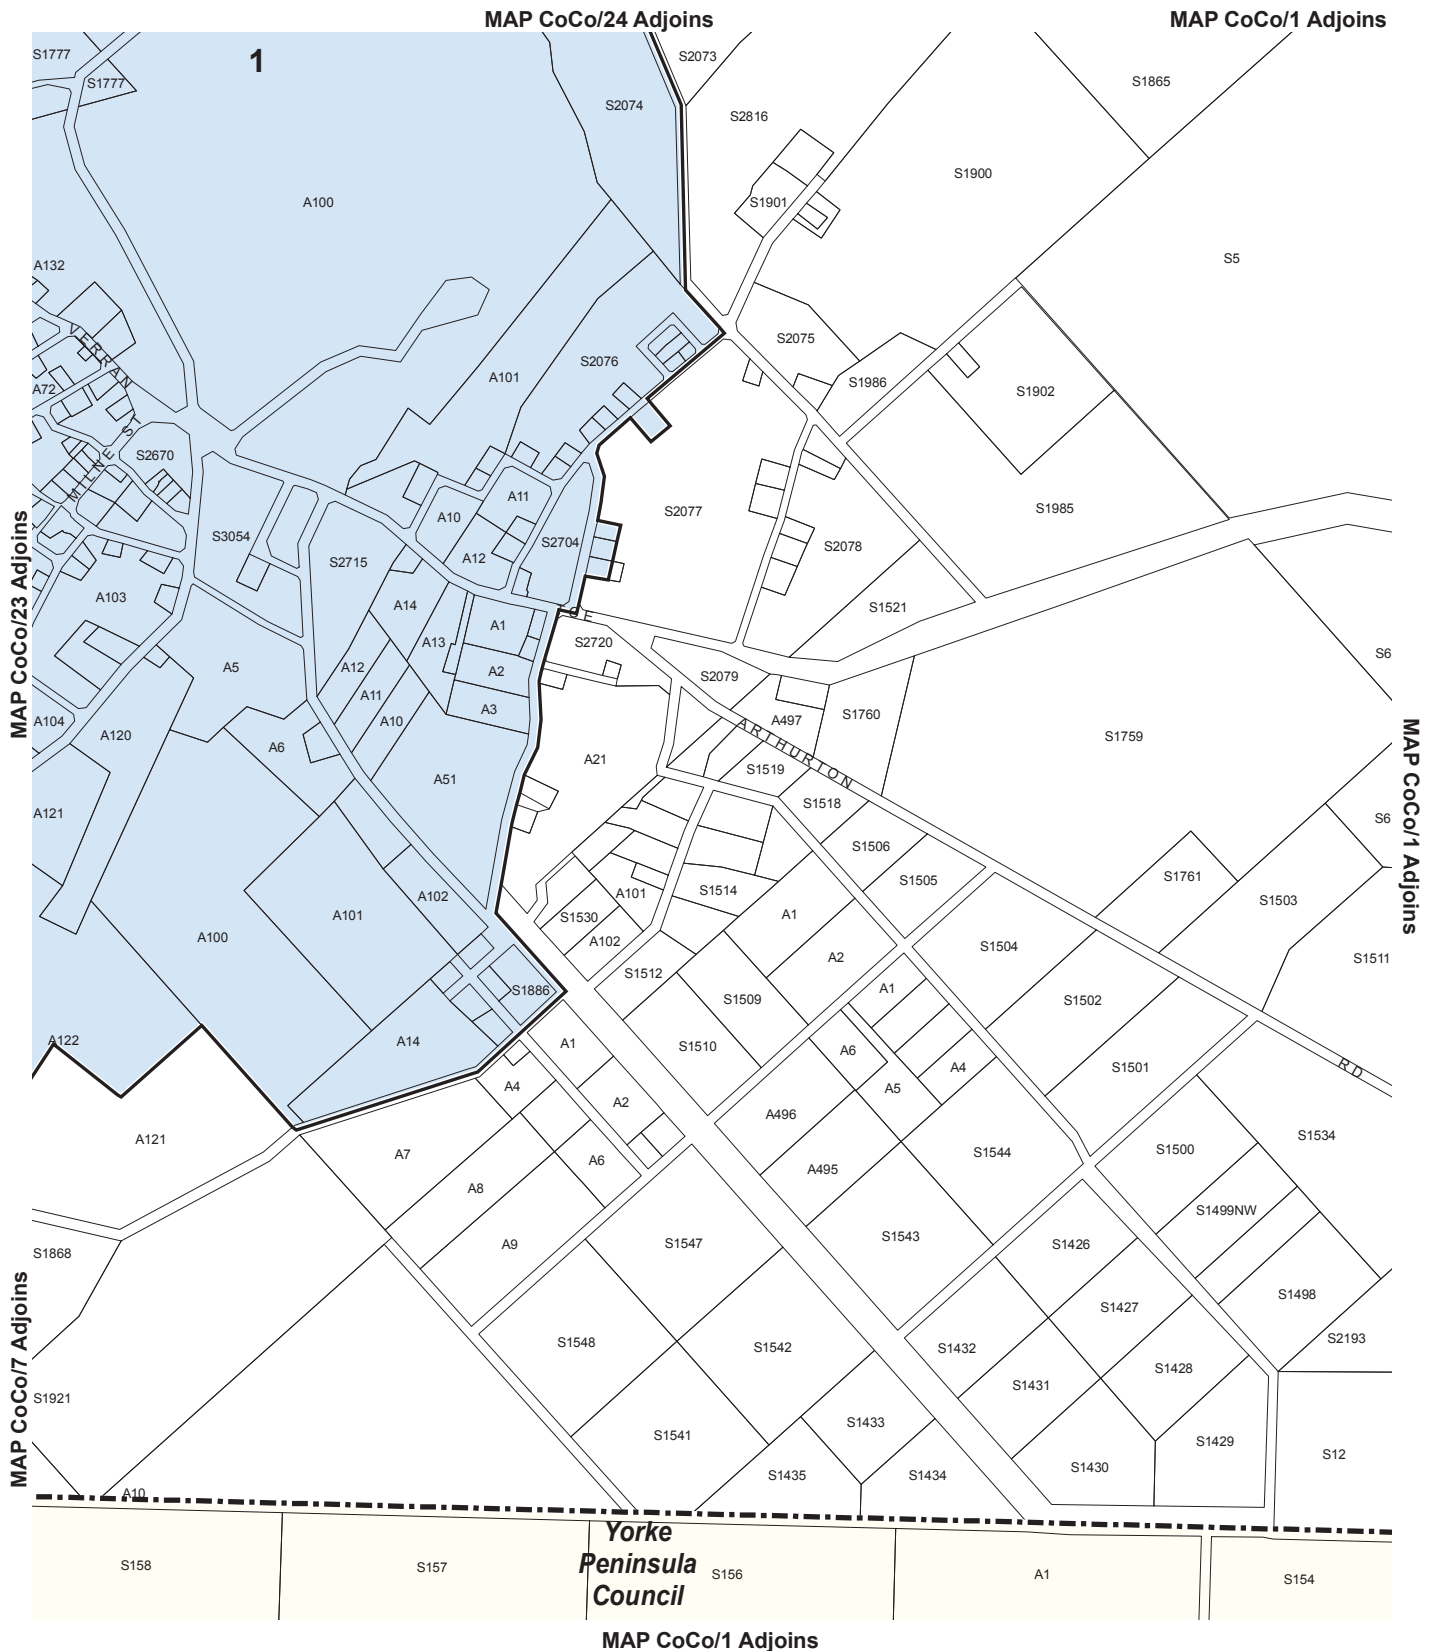 MAP CoCo/24 Adjoins
MAP CoCo/1 Adjoins
S1777
1
S2073
S1777
S1865
S2074
S2816
S1900
A100
S1901
S5
A132
VERRAN
ST
S2075
S2076
A101
S1986
A72
S1902
S2670
MILNE
A11
S1985
S2077
A10
S3054
S2704
S2078
A12
S2715
MAP CoCo/23 Adjoins
A103
A14
S1521
A1
A13
S2720
S6
A12
A5
A2
S2079
A11
A3
A10
A104
A497
S1760
A120
S1759
A6
ARTHURTON
A21
S1519
A51
S1518
A121
S6
MAP CoCo/1 Adjoins
S1506
S1761
S1505
A101
S1514
A102
S1503
A101
S1530
A1
A100
A102
S1504
A2
S1511
S1512
A1
S1886
S1509
S1502
A122
A14
A1
S1510
A6
A4
S1501
RD
A4
A5
A2
A496
A121
S1534
A7
S1500
S1544
A6
A495
A8
S1499NW
S1543
A9
S1547
S1426
S1868
S1498
S1427
S1548
S1542
S1432
S2193
MAP CoCo/7 Adjoins
S1428
S1431
S1921
S1433
S1541
S1429
S12
S1430
S1435
S1434
A10
Yorke
Peninsula
Council
S158
S157
S156
A1
S154
MAP CoCo/1 Adjoins